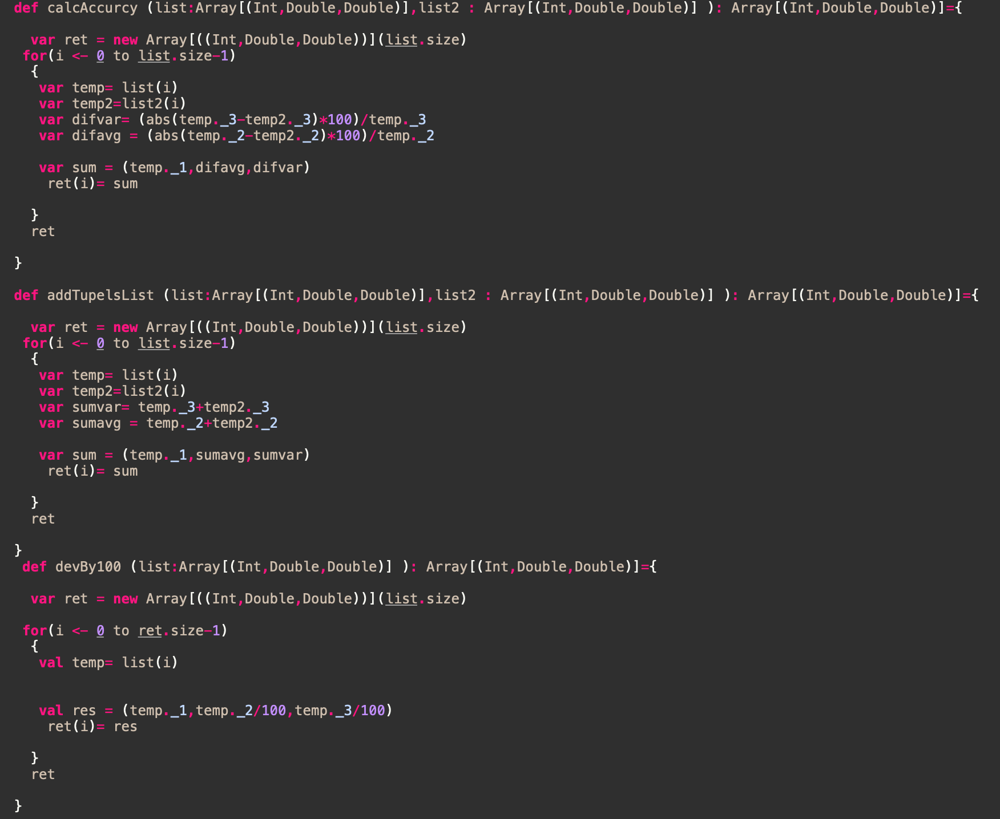 def calcAccurcy (list:Array[(Int,Double,Double)],list2 : Array[(Int,Double,Double)] ): Array[(Int,Double,Double)]={
var ret = new Array[((Int,Double,Double))](list.size)
for(i <- 0 to list.size-1)
{
var temp= list(i)
var temp2=list2(i)
var difvar= (abs(temp._3-temp2._3)*100)/temp._3
var difavg = (abs(temp._2-temp2._2)*100)/temp._2
var sum = (temp._1,difavg,difvar)
ret(i)= sum
}
ret
}
def addTupelsList (list:Array[(Int,Double,Double)],list2 : Array[(Int,Double,Double)] ): Array[(Int,Double,Double)]={
var ret = new Array[((Int,Double,Double))](list.size)
for(i <- 0 to list.size-1)
{
var temp= list(i)
var temp2=list2(i)
var sumvar= temp._3+temp2._3
var sumavg = temp._2+temp2._2
var sum = (temp._1,sumavg,sumvar)
ret(i)= sum
}
ret
}
def devBy100 (list:Array[(Int,Double,Double)] ): Array[(Int,Double,Double)]={
var ret = new Array[((Int,Double,Double))](list.size)
for(i <- 0 to ret.size-1)
{
val temp= list(i)
val res = (temp._1,temp._2/100,temp._3/100)
ret(i)= res
}
ret
}